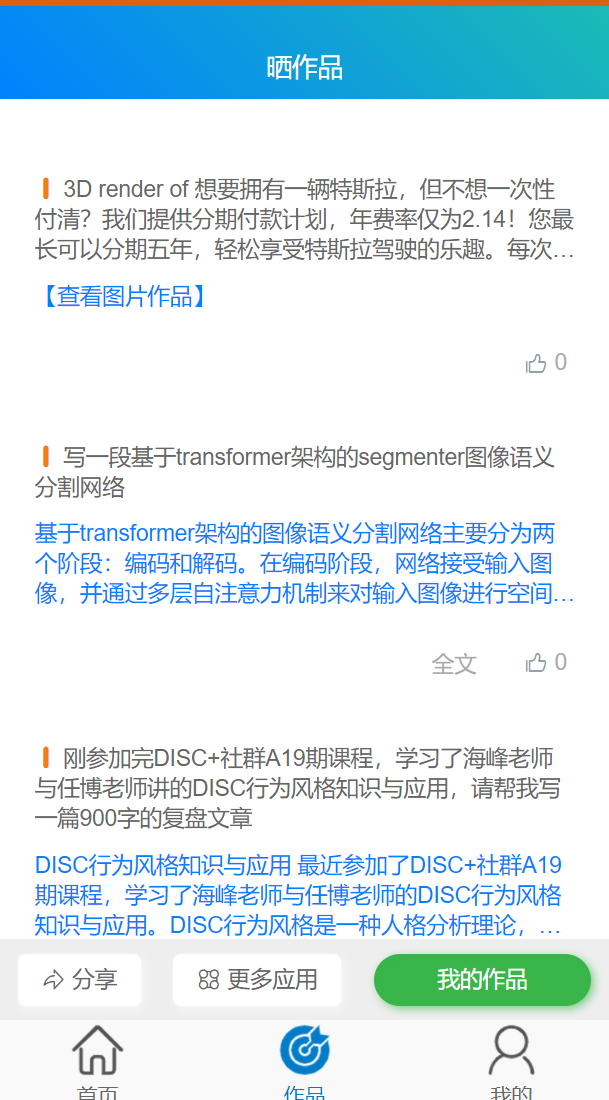 晒作品
3D render of 想要拥有一辆特斯拉，但不想一次性
付清？我们提供分期付款计划，年费率仅为2.14！您最
长可以分期五年，轻松享受特斯拉驾驶的乐趣。每次…
【查看图片作品】
0
写一段基于transformer架构的segmenter图像语义
分割网络
基于transformer架构的图像语义分割网络主要分为两
个阶段：编码和解码。在编码阶段，网络接受输入图
像，并通过多层自注意力机制来对输入图像进行空间…
全文 0
刚参加完DISC+社群A19期课程，学习了海峰老师
与任博老师讲的DISC行为风格知识与应用，请帮我写
一篇900字的复盘文章
DISC行为风格知识与应用 最近参加了DISC+社群A19
期课程，学习了海峰老师与任博老师的DISC行为风格
知识与应用。DISC行为风格是一种人格分析理论，…
分享 更多应用 我的作品
首页 作品 我的